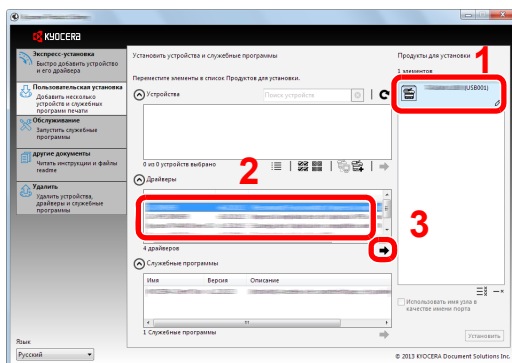 KYOCERA
Экспресс-установка
Быстро добавить устройство
и его драйвера
Пользовательская установка
Добавить несколько
устройств и служебных
программ печати
Обслуживание
Запустить служебные
программы
другие документы
Читать инструкции и файлы
readme
Удалить
Удалить устройства,
драйверы и служебные
программы
Язык
Русский
Установить устройства и служебные программы
Переместите элементы в список Продуктов для установки.
Устройства
Поиск устройств
0 из 0 устройств выбрано
2
Драйверы
3
4 драйверов
Служебные программы
Имя Версия Описание
1 Служебные программы
Продукты для установки
1
1 элементов
(USB001)
Использовать имя узла в
качестве имени порта
Установить
© 2013 KYOCERA Document Solutions Inc.